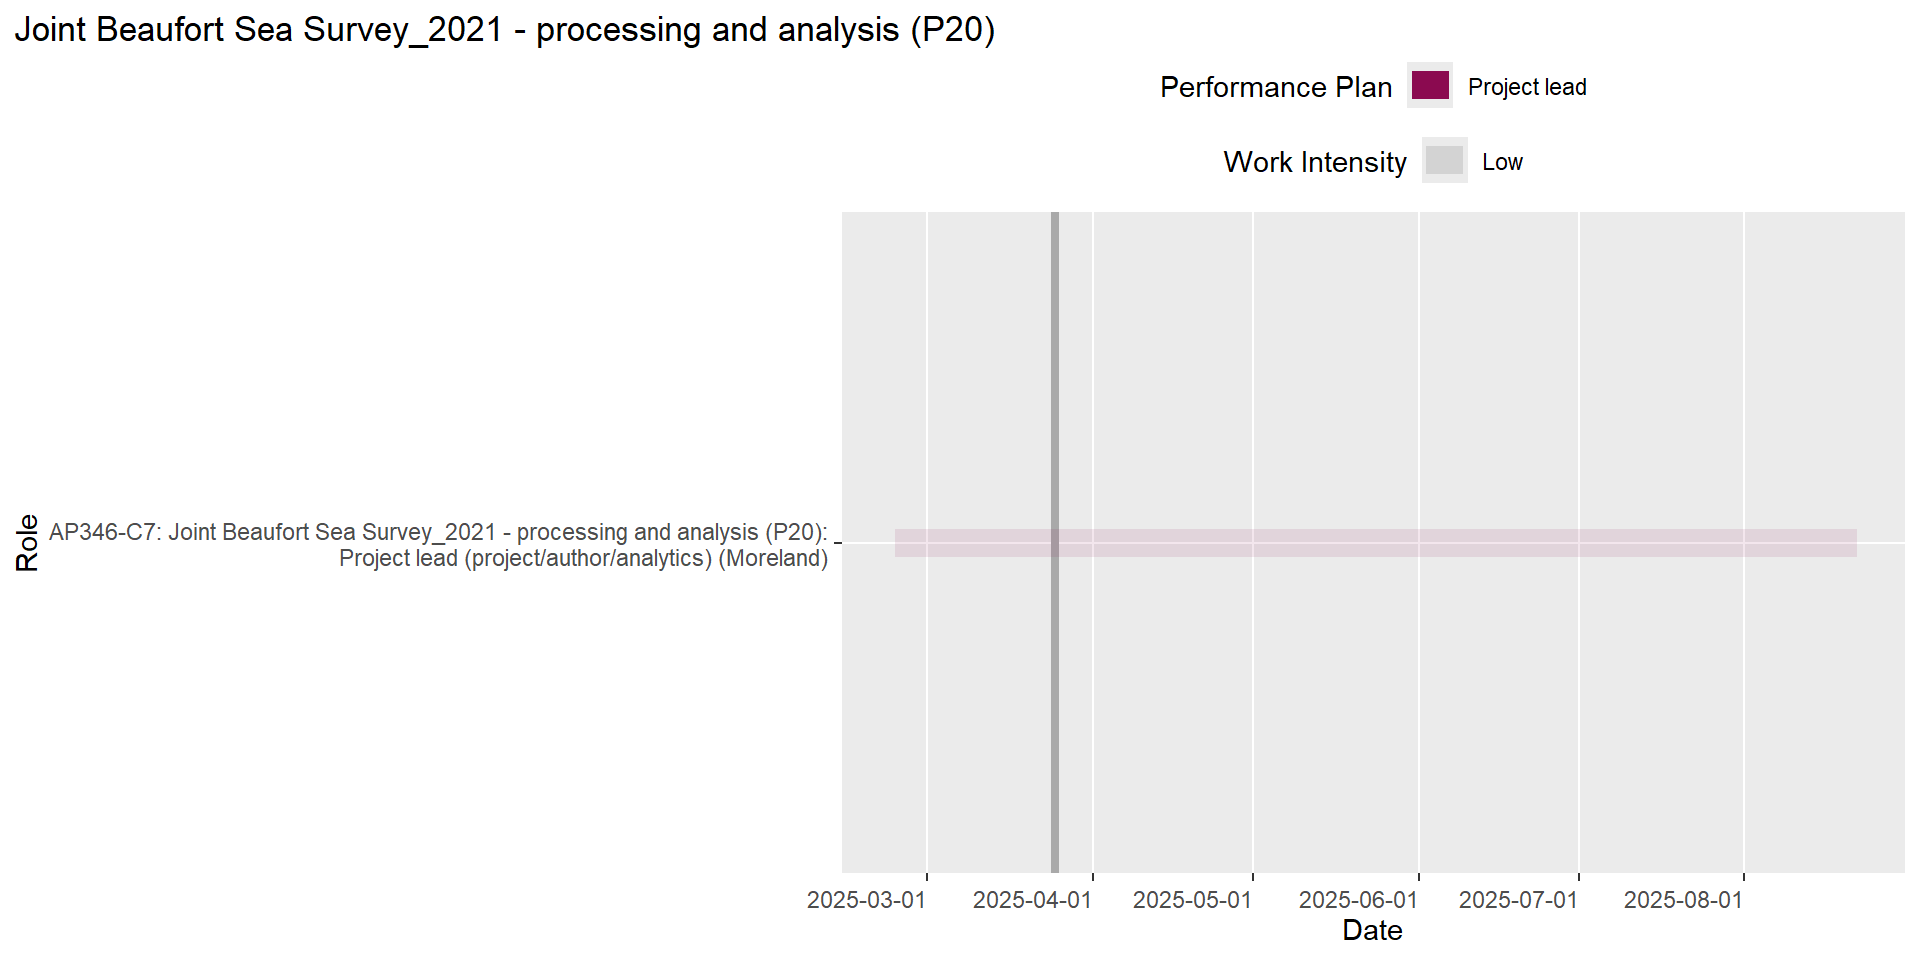 Joint Beaufort Sea Survey_2021 - processing and analysis (P20)
Performance Plan
Project lead
Work Intensity
Low
Role
AP346-C7: Joint Beaufort Sea Survey_2021 - processing and analysis (P20):
Project lead (project/author/analytics) (Moreland)
2025-03-01
2025-04-01
2025-05-01
2025-06-01
2025-07-01
2025-08-01
Date